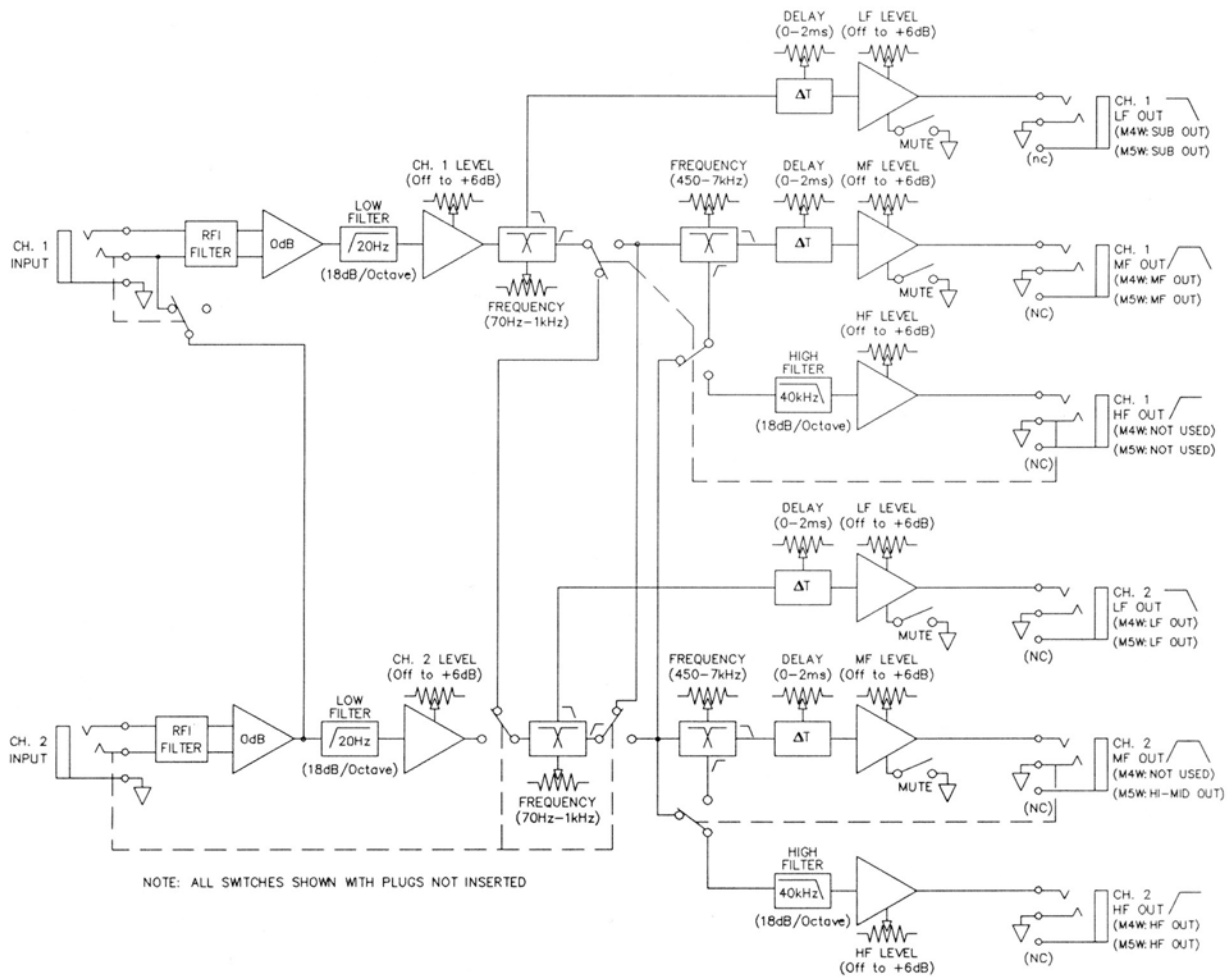 DELAY
(0-2ms)
LF LEVEL
(Off to +6dB)
ΔT
MUTE
(nc)
CH. 1
LF OUT
(M4W: SUB OUT)
(M5W: SUB OUT)
CH. 1 LEVEL
(Off to +6dB)
FREQUENCY
(450-7kHz)
DELAY
(0-2ms)
MF LEVEL
(Off to +6dB)
LOW
FILTER
20Hz
(18dB/Octave)
CH. 1
INPUT
RFI
FILTER
0dB
FREQUENCY
(70Hz-1kHz)
ΔT
MUTE
(NC)
CH. 1
MF OUT
(M4W: MF OUT)
(M5W: MF OUT)
HF LEVEL
(Off to +6dB)
HIGH
FILTER
40kHz
(18dB/Octave)
(NC)
CH. 1
HF OUT
(M4W: NOT USED)
(M5W: NOT USED)
DELAY
(0-2ms)
LF LEVEL
(Off to +6dB)
ΔT
MUTE
(NC)
CH. 2
LF OUT
(M4W: LF OUT)
(M5W: LF OUT)
CH. 2 LEVEL
(Off to +6dB)
FREQUENCY
(450-7kHz)
DELAY
(0-2ms)
MF LEVEL
(Off to +6dB)
LOW
FILTER
20Hz
(18dB/Octave)
CH. 2
INPUT
RFI
FILTER
0dB
FREQUENCY
(70Hz-1kHz)
ΔT
MUTE
(NC)
CH. 2
MF OUT
(M4W: NOT USED)
(M5W: HI-MID OUT)
NOTE: ALL SWITCHES SHOWN WITH PLUGS NOT INSERTED
HIGH
FILTER
40kHz
(18dB/Octave)
HF LEVEL
(Off to +6dB)
(NC)
CH. 2
HF OUT
(M4W: HF OUT)
(M5W: HF OUT)